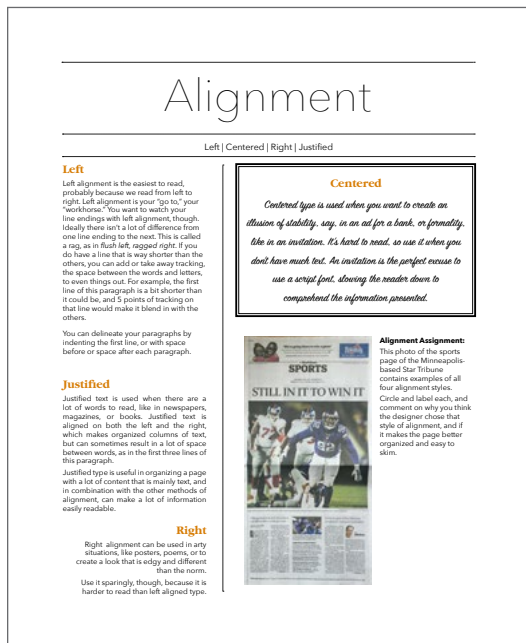 Alignment
Left | Centered | Right | Justified
Left
Left alignment is the easiest to read,
probably because we read from left to
right. Left alignment is your “go to,” your
“workhorse.” You want to watch your
line endings with left alignment, though.
Ideally there isn’t a lot of difference from
one line ending to the next. This is called
a rag, as in flush left, ragged right. If you
do have a line that is way shorter than the
others, you can add or take away tracking,
the space between the words and letters,
to even things out. For example, the first
line of this paragraph is a bit shorter than
it could be, and 5 points of tracking on
that line would make it blend in with the
others.
You can delineate your paragraphs by
indenting the first line, or with space
before or space after each paragraph.
Justified
Justified text is used when there are a
lot of words to read, like in newspapers,
magazines, or books. Justified text is
aligned on both the left and the right,
which makes organized columns of text,
but can sometimes result in a lot of space
between words, as in the first three lines of
this paragraph.
Justified type is useful in organizing a page
with a lot of content that is mainly text, and
in combination with the other methods of
alignment, can make a lot of information
easily readable.
Right
Right alignment can be used in arty
situations, like posters, poems, or to
create a look that is edgy and different
than the norm.
Use it sparingly, though, because it is
harder to read than left aligned type.
Centered
Centered type is used when you want to create an
illusion of stability, say, in an ad for a bank, or formality,
like in an invitation. It’s hard to read, so use it when you
don’t have much text. An invitation is the perfect excuse to
use a script font, slowing the reader down to
comprehend the information presented.
SPORTS
STILL IN IT TO WIN IT
Alignment Assignment:
This photo of the sports
page of the Minneapolis-
based Star Tribune
contains examples of all
four alignment styles.
Circle and label each, and
comment on why you think
the designer chose that
style of alignment, and if
it makes the page better
organized and easy to
skim.